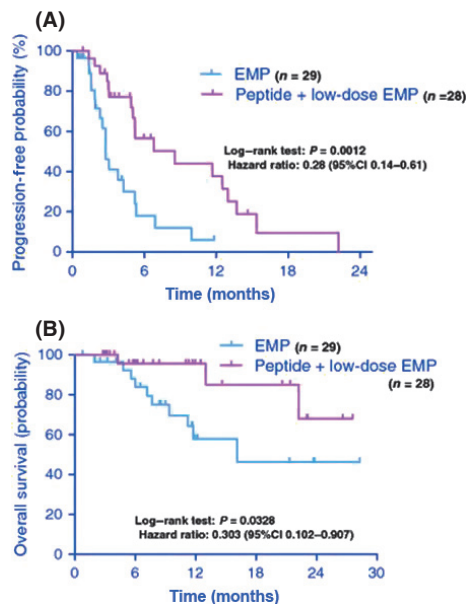 (A)
Progression-free probability (%)
100
80
60
40
20
0
EMP (n = 29)
Peptide + low-dose EMP (n =28)
Log–rank test: P = 0.0012
Hazard ratio: 0.28 (95%CI 0.14–0.61)
0 6 12 18 24
Time (months)
(B)
Overall survival (probability)
100
80
60
40
20
0
EMP (n = 29)
Peptide + low-dose EMP
(n = 28)
Log–rank test: P = 0.0328
Hazard ratio: 0.303 (95%CI 0.102–0.907)
0 6 12 18 24 30
Time (months)